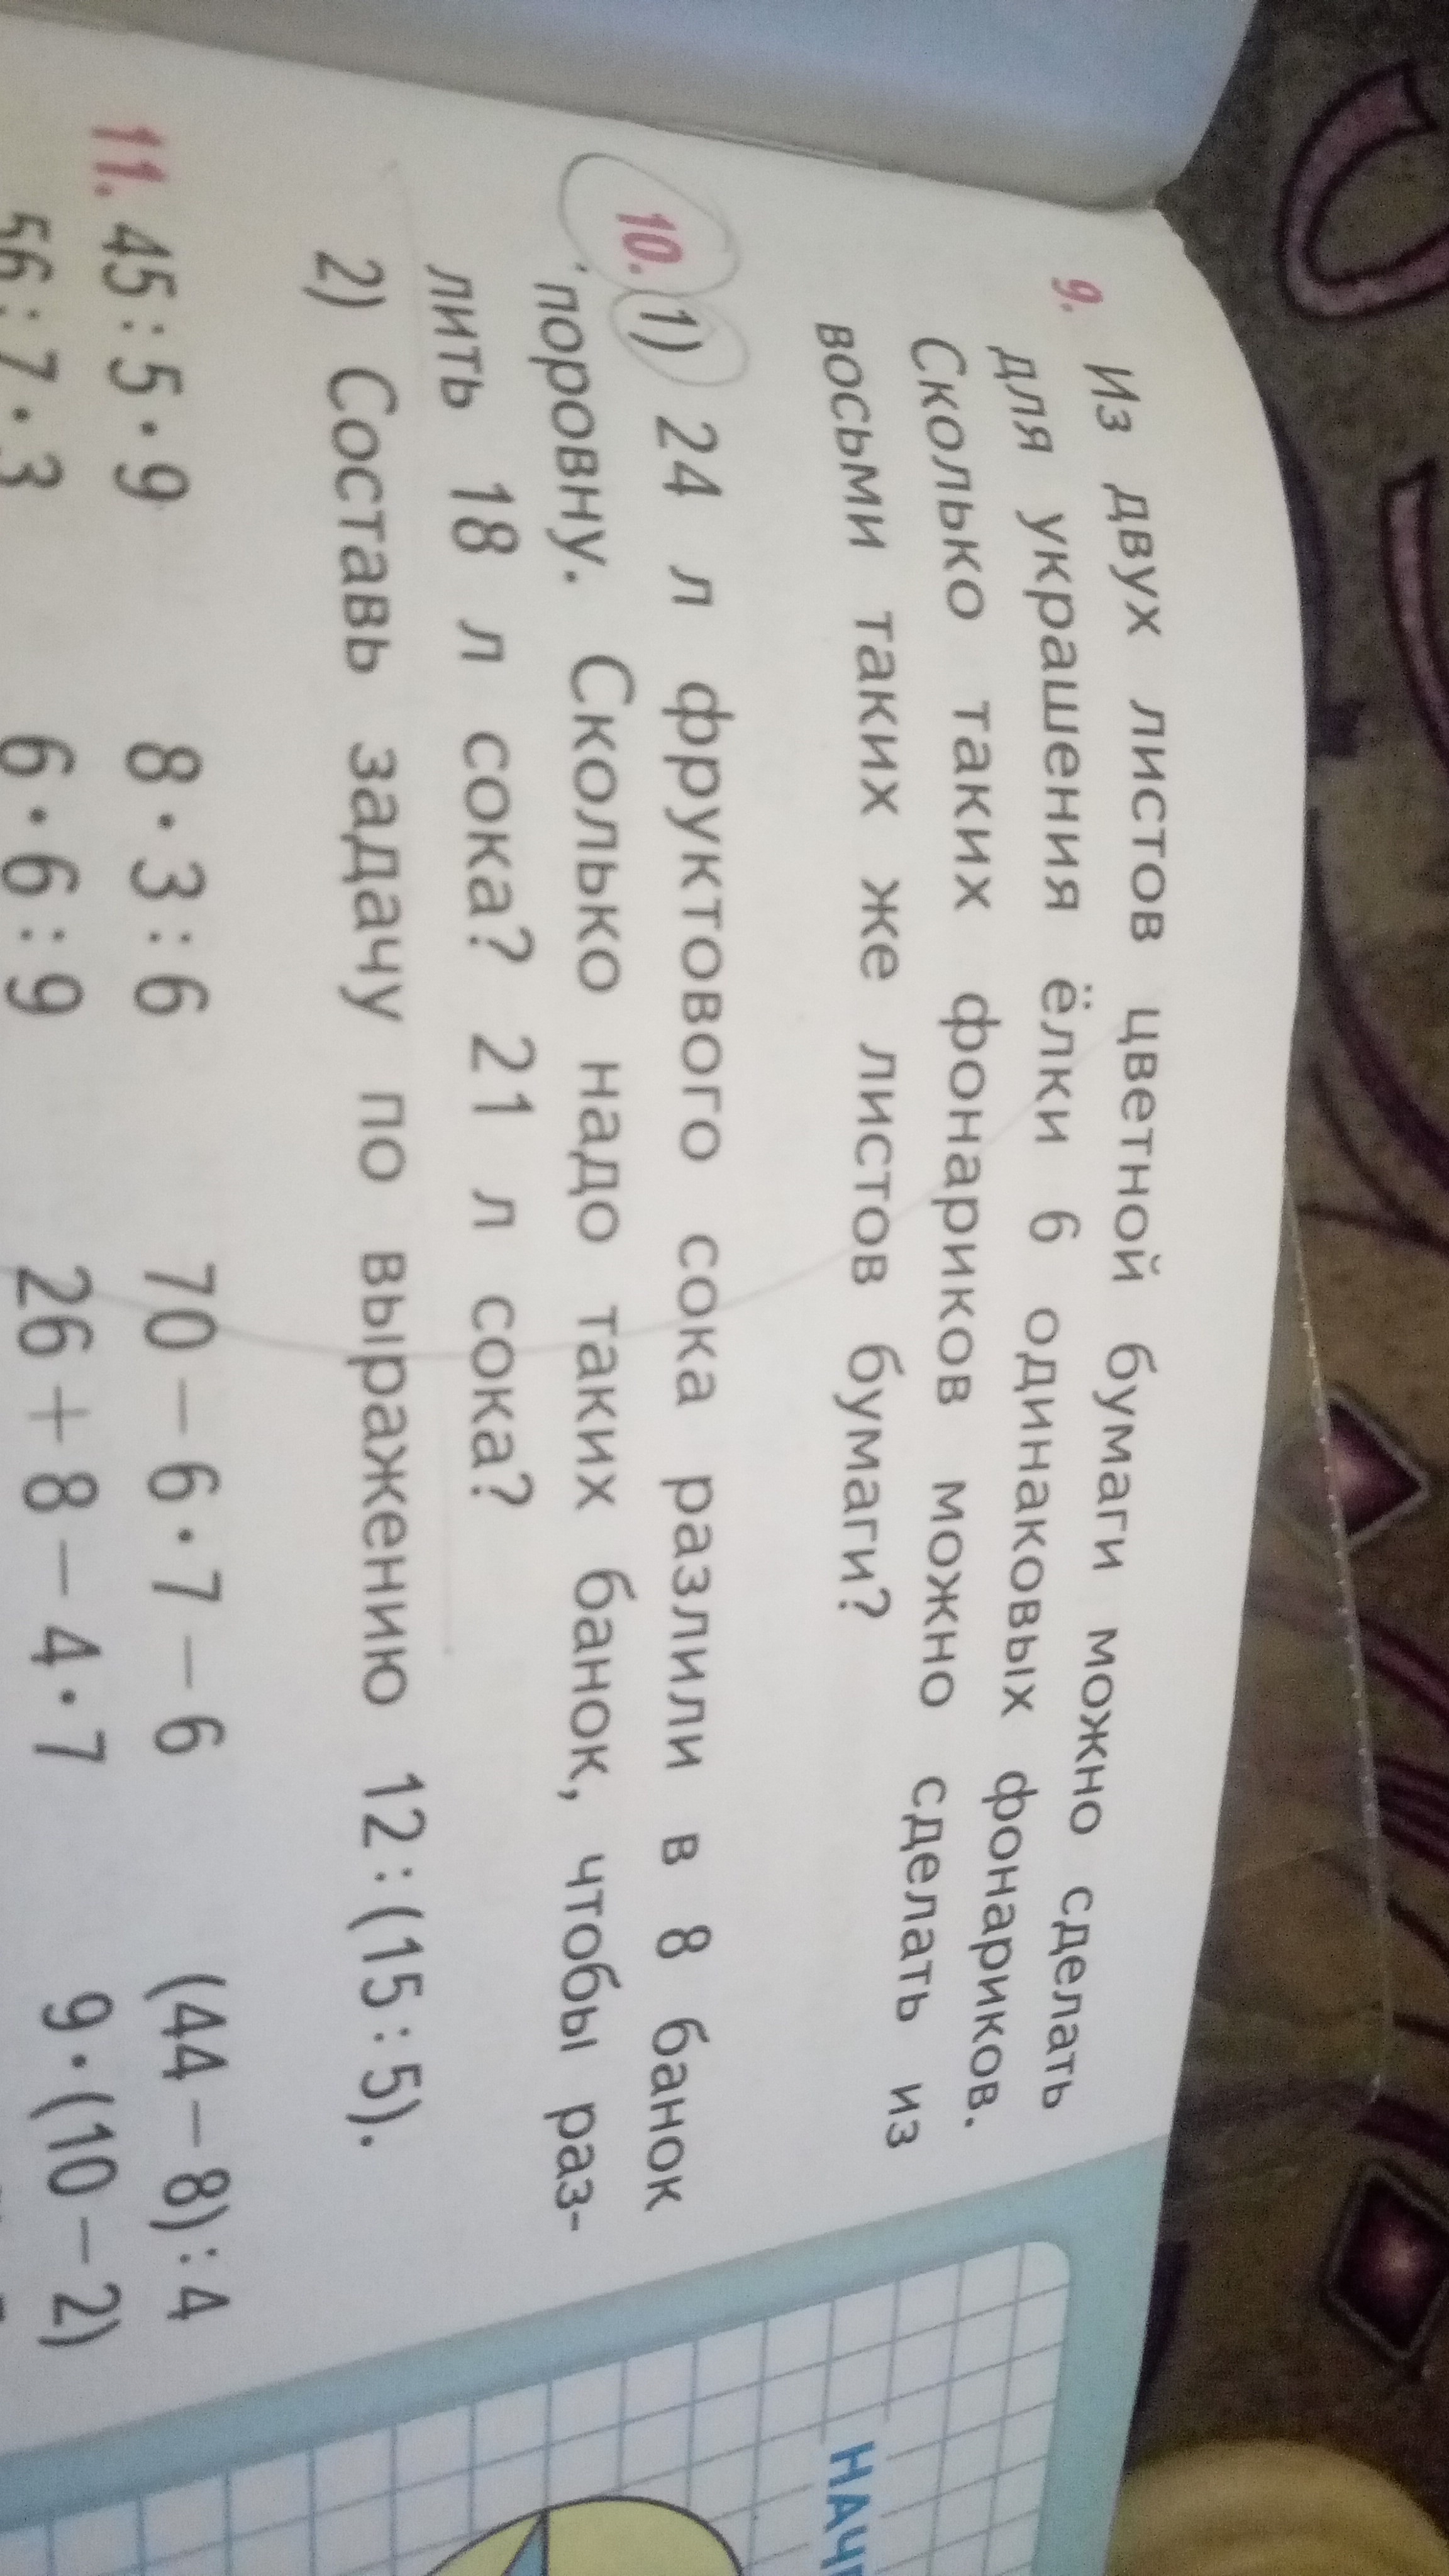 9. Из двух листов цветной бумаги можно сделать
для украшения ёлки 6 одинаковых фонариков.
Сколько таких фонариков можно сделать из
восьми таких же листов бумаги?
10. 1) 24 л фруктового сока разлили в 8 банок
поровну. Сколько надо таких банок, чтобы раз-
лить 18 л сока? 21 л сока?
2) Составь задачу по выражению 12 : (15 : 5).
11. 45 : 5 · 9 8 · 3 : 6 70 − 6 · 7 − 6 (44 − 8) : 4
56 : 7 · 3 6 · 6 : 9 26 + 8 − 4 · 7 9 · (10 − 2)